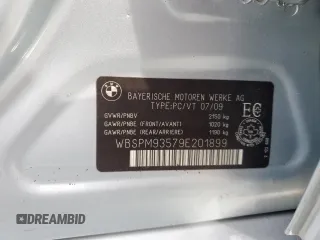 BAYERISCHE MOTOREN WERKE AG
TYPE:PC/VT 07/09
GVWR/PNBV 2150 kg
GAWR/PNBE (FRONT/AVANT) 1020 kg
GAWR/PNBE (REAR/ARRIERE) 1190 kg
EC
WBSPM93579E201899
DREAMBID